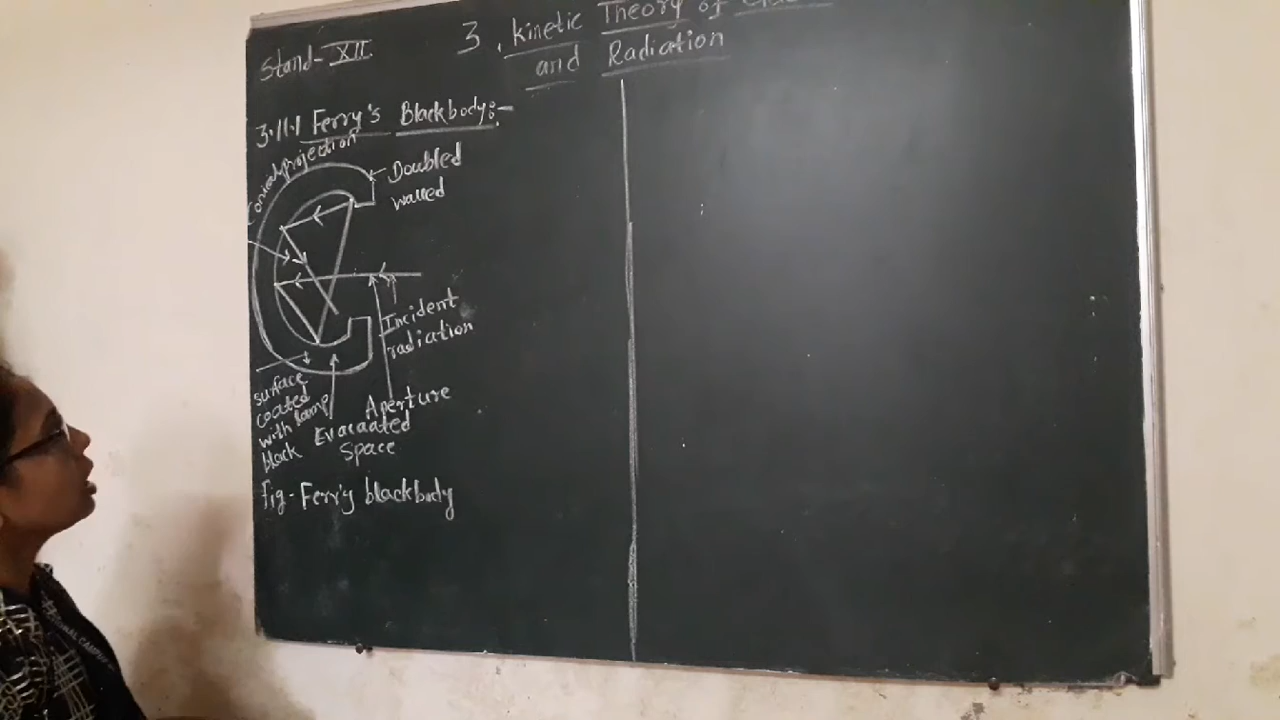 Stand-XII
3. Kinetic Theory of
and Radiation
3.11.1 Ferry's Blackbody:-
Conical projection
Doubled
walled
Incident
radiation
Aperture
surface
coated
with lamp
black
Evacuated
Space
Fig- Ferry's blackbody